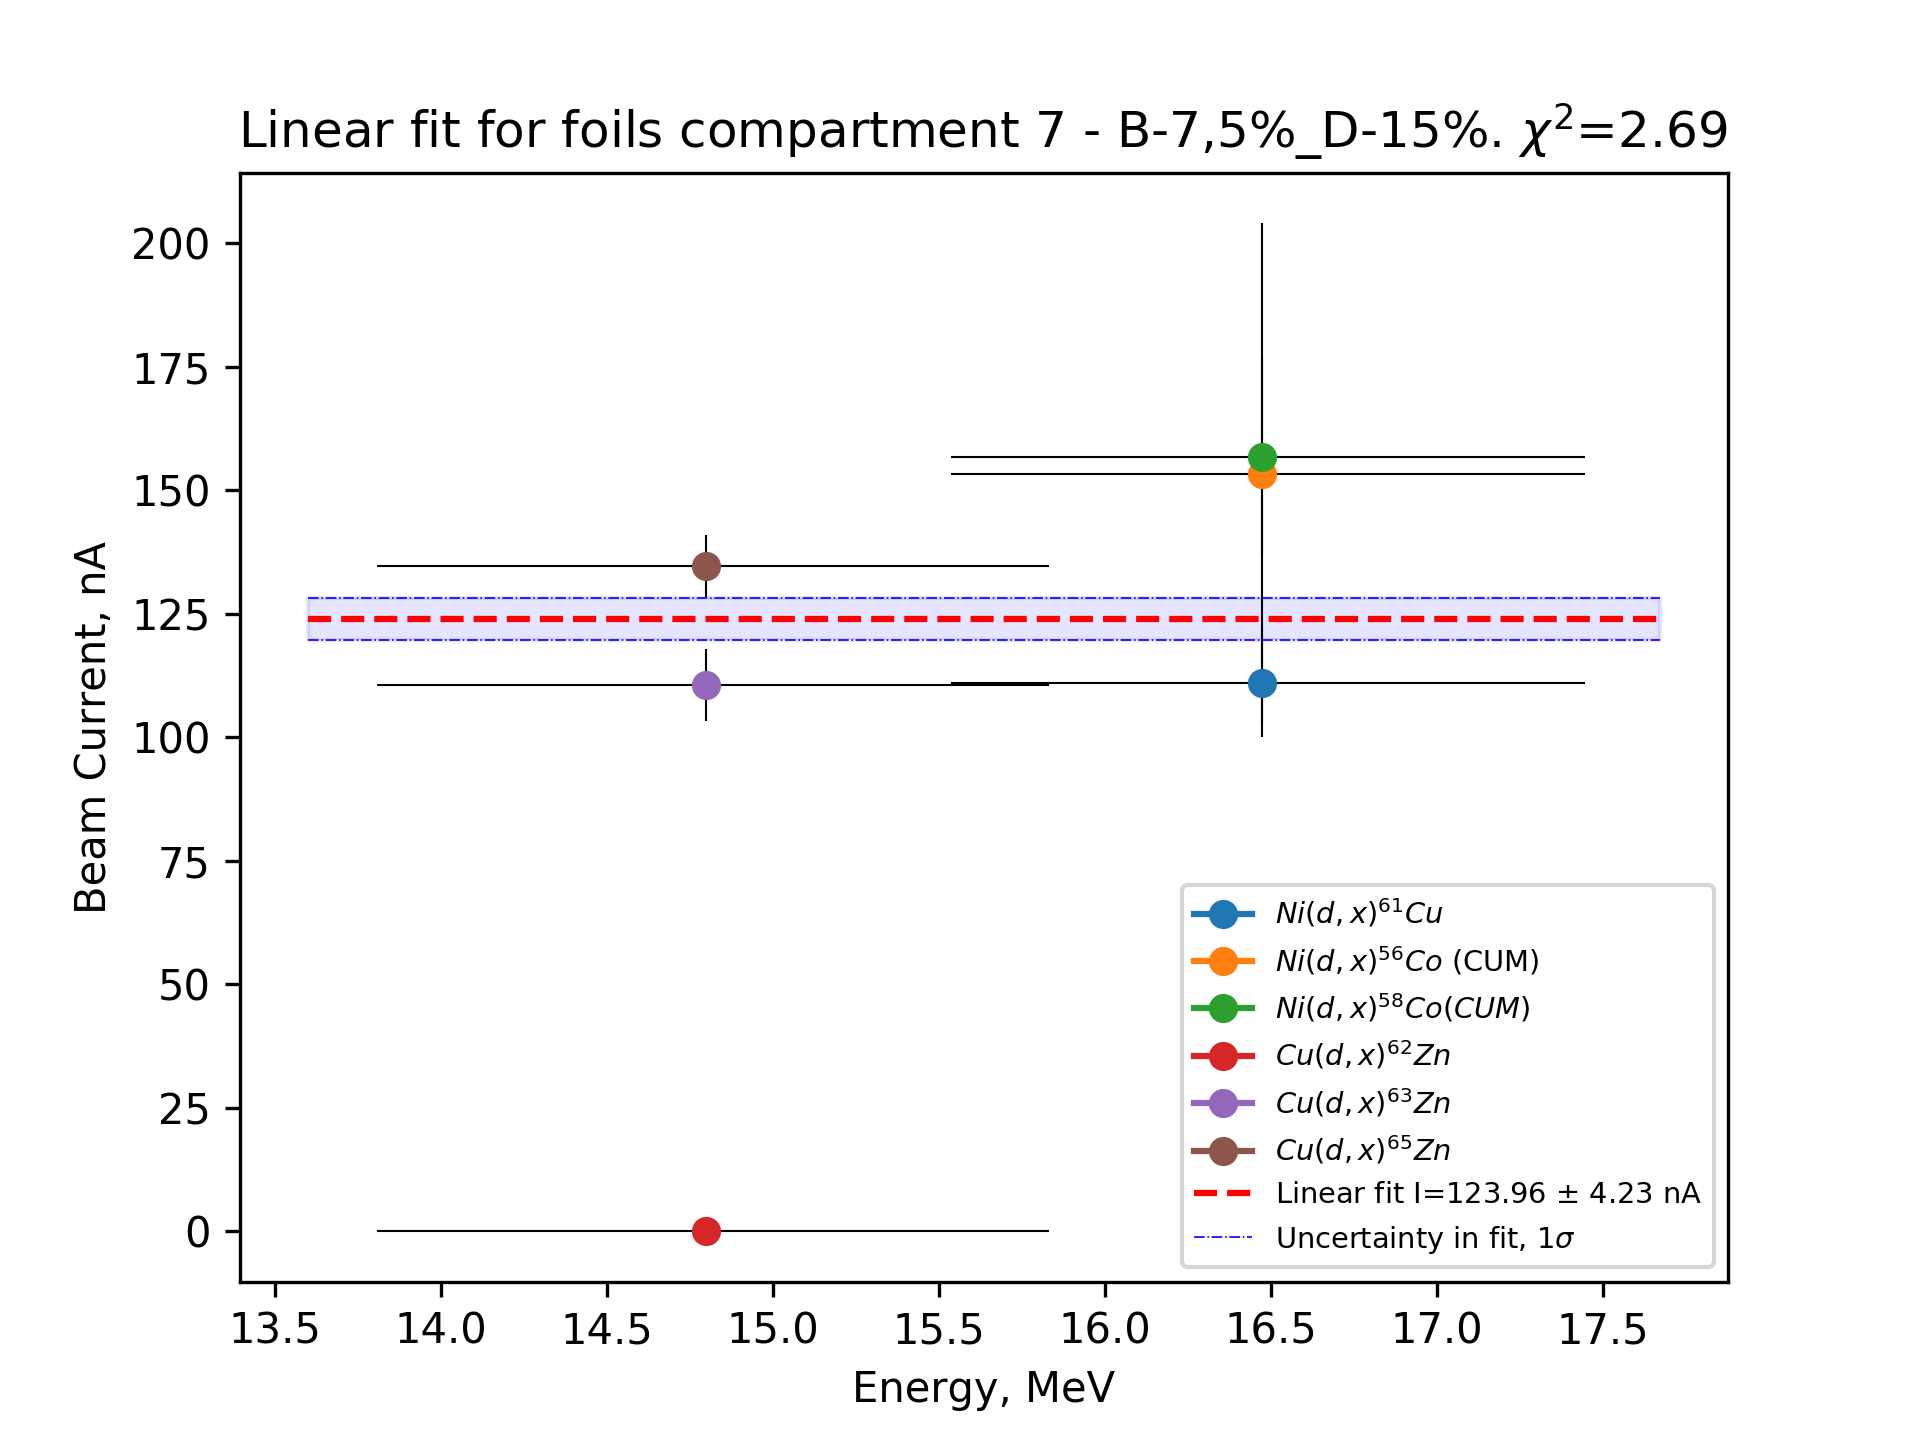 Linear fit for foils compartment 7 - B-7,5%_D-15%. χ²=2.69
200
175
150
125
100
75
50
25
0
Beam Current, nA
Ni(d, x)⁶¹Cu
Ni(d, x)⁵⁶Co (CUM)
Ni(d, x)⁵⁸Co(CUM)
Cu(d, x)⁶²Zn
Cu(d, x)⁶³Zn
Cu(d, x)⁶⁵Zn
Linear fit I=123.96 ± 4.23 nA
Uncertainty in fit, 1σ
13.5 14.0 14.5 15.0 15.5 16.0 16.5 17.0 17.5
Energy, MeV